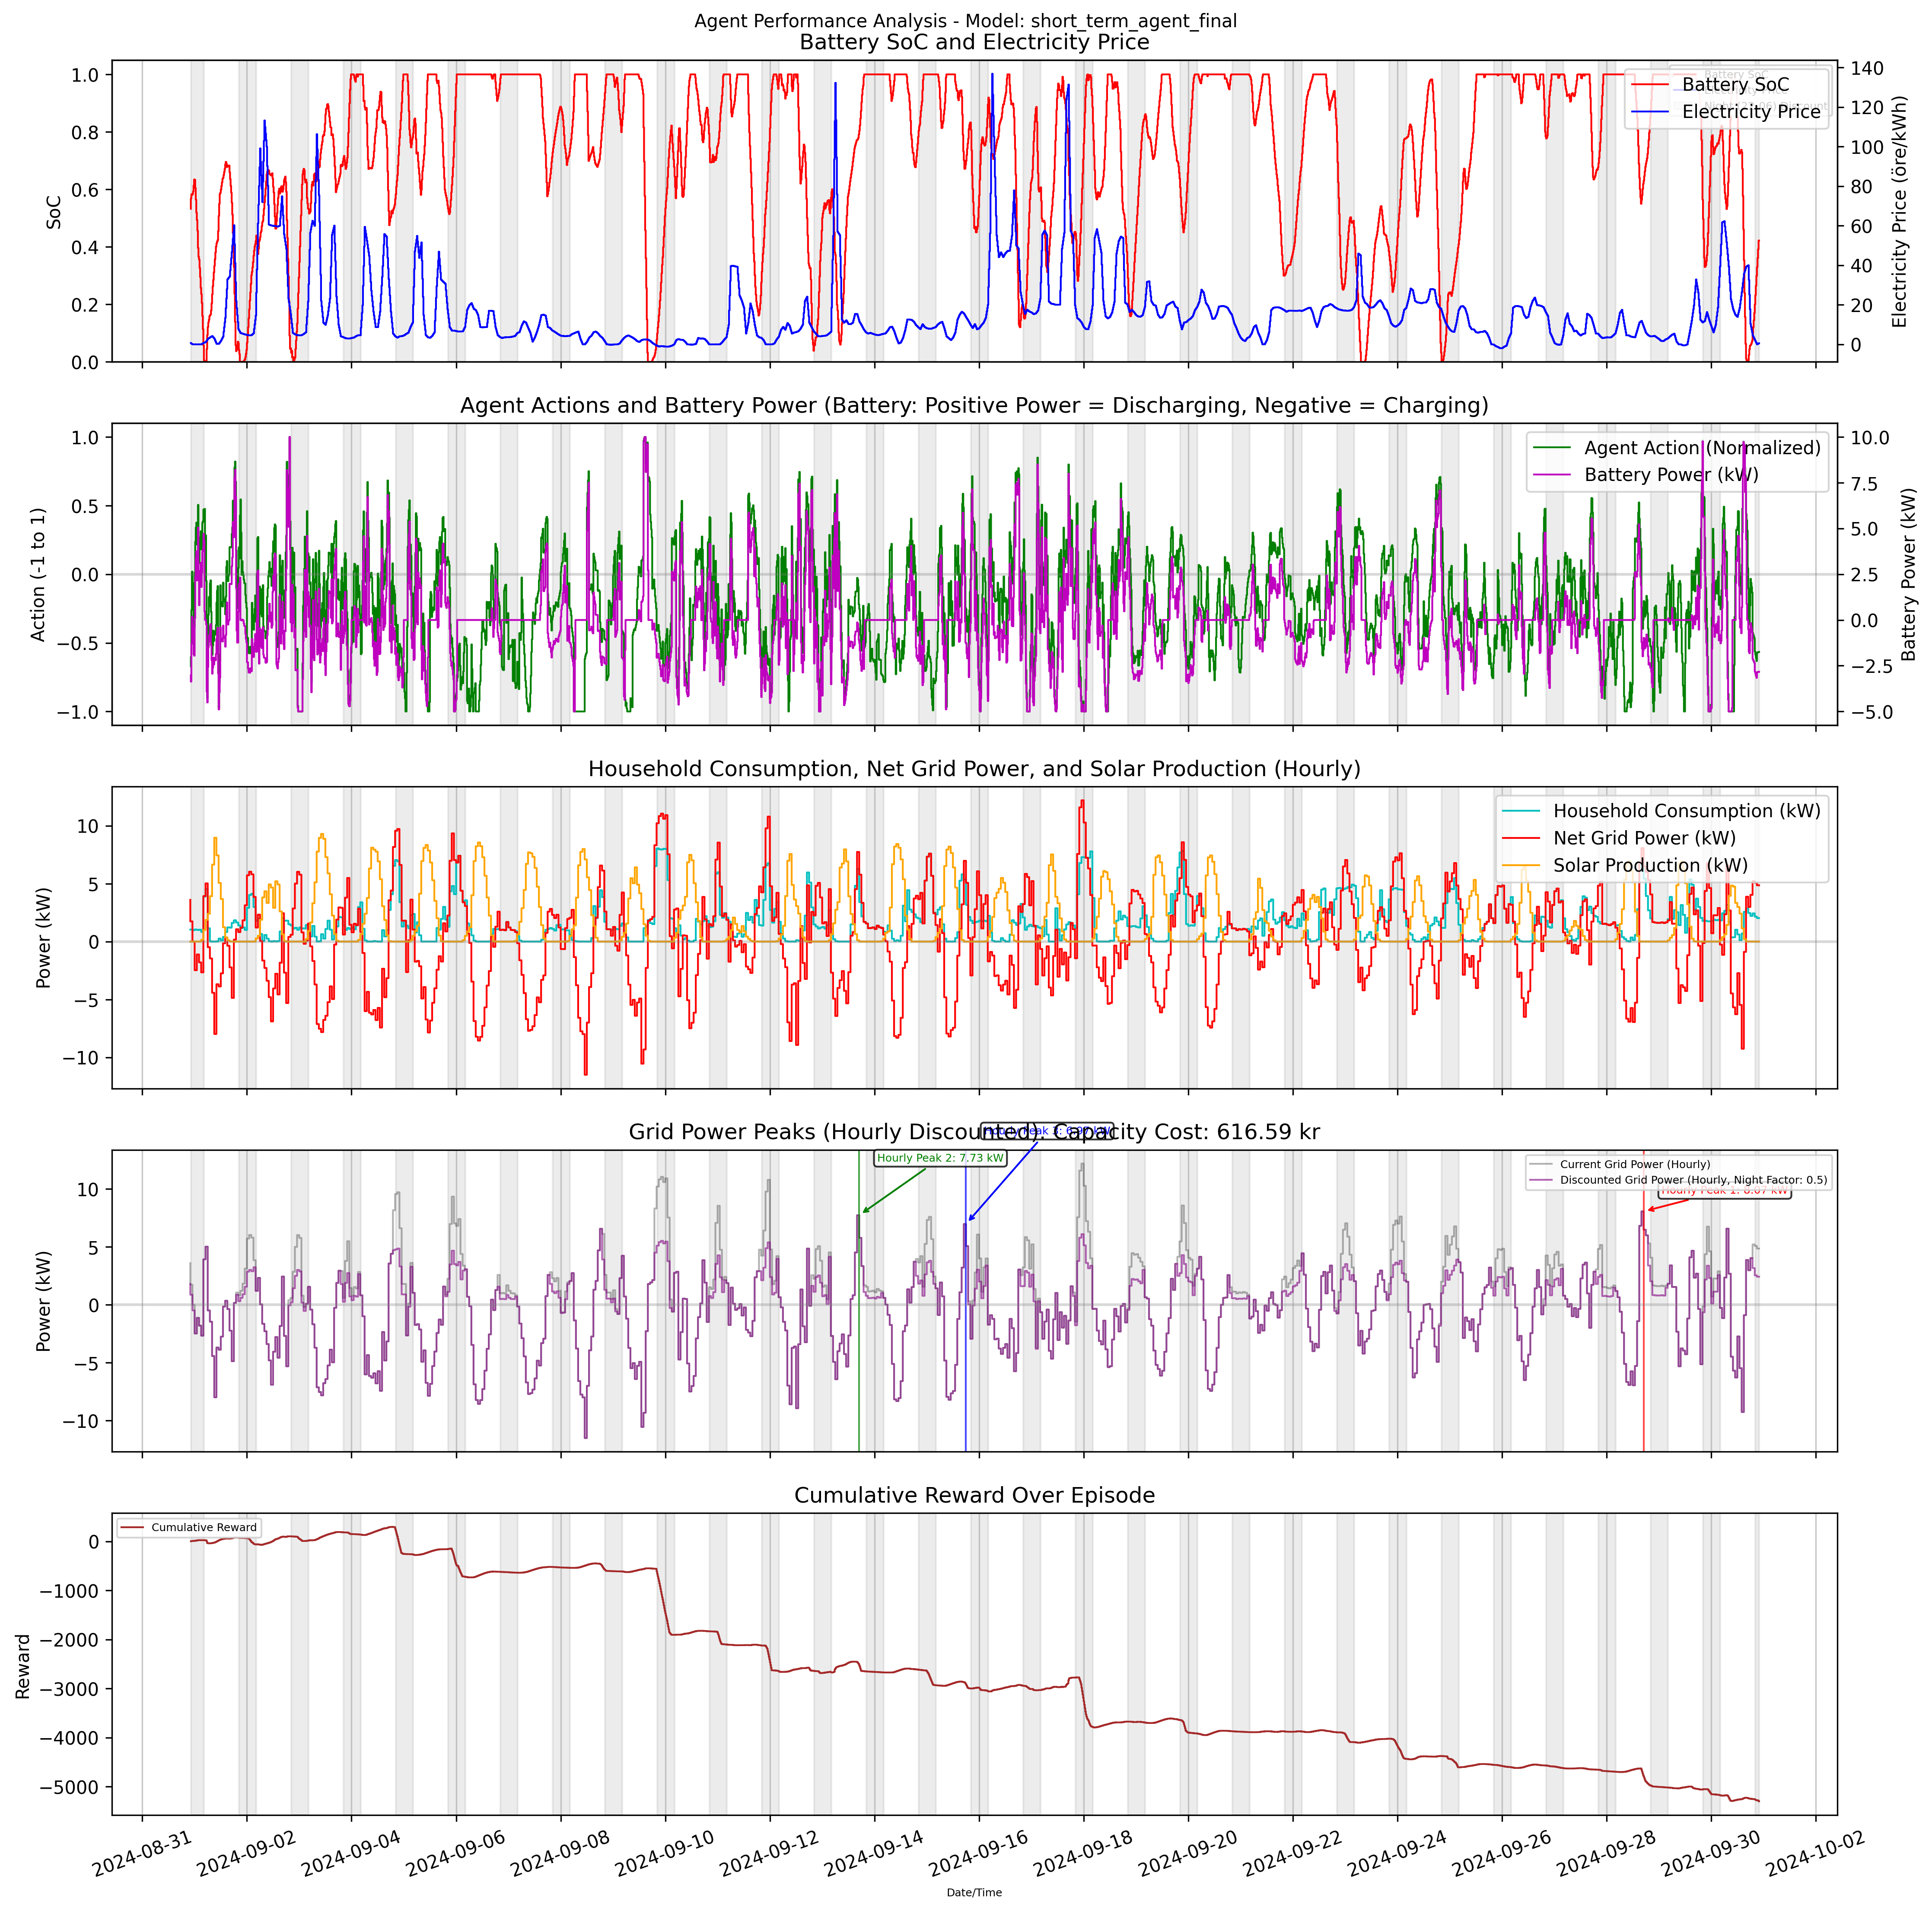 Agent Performance Analysis - Model: short_term_agent_final
Battery SoC and Electricity Price
1.0
0.8
0.6
0.4
0.2
0.0
SoC
140
120
100
80
60
40
20
0
Electricity Price (öre/kWh)
Battery SoC
Electricity Price
Agent Actions and Battery Power (Battery: Positive Power = Discharging, Negative = Charging)
1.0
0.5
0.0
−0.5
−1.0
Action (-1 to 1)
10.0
7.5
5.0
2.5
0.0
−2.5
−5.0
Battery Power (kW)
Agent Action (Normalized)
Battery Power (kW)
Household Consumption, Net Grid Power, and Solar Production (Hourly)
10
5
0
−5
−10
Power (kW)
Household Consumption (kW)
Net Grid Power (kW)
Solar Production (kW)
Grid Power Peaks (Hourly Discounted). Capacity Cost: 616.59 kr
Hourly Peak 2: 7.73 kW
Hourly Peak 1: 8.07 kW
Current Grid Power (Hourly)
Discounted Grid Power (Hourly, Night Factor: 0.5)
10
5
0
−5
−10
Power (kW)
Cumulative Reward Over Episode
Cumulative Reward
0
−1000
−2000
−3000
−4000
−5000
Reward
2024-08-31
2024-09-02
2024-09-04
2024-09-06
2024-09-08
2024-09-10
2024-09-12
2024-09-14
2024-09-16
2024-09-18
2024-09-20
2024-09-22
2024-09-24
2024-09-26
2024-09-28
2024-09-30
2024-10-02
Date/Time